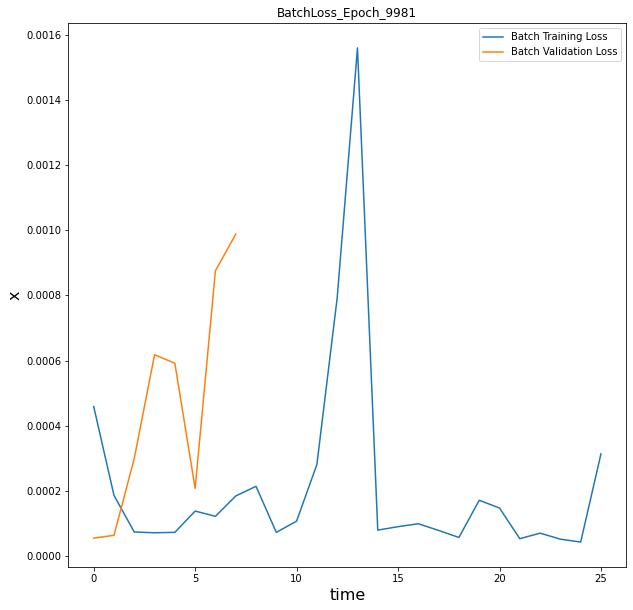 BatchLoss_Epoch_9981
Batch Training Loss
Batch Validation Loss
0.0016
0.0014
0.0012
0.0010
0.0008
0.0006
0.0004
0.0002
0.0000
x
0 5 10 15 20 25
time